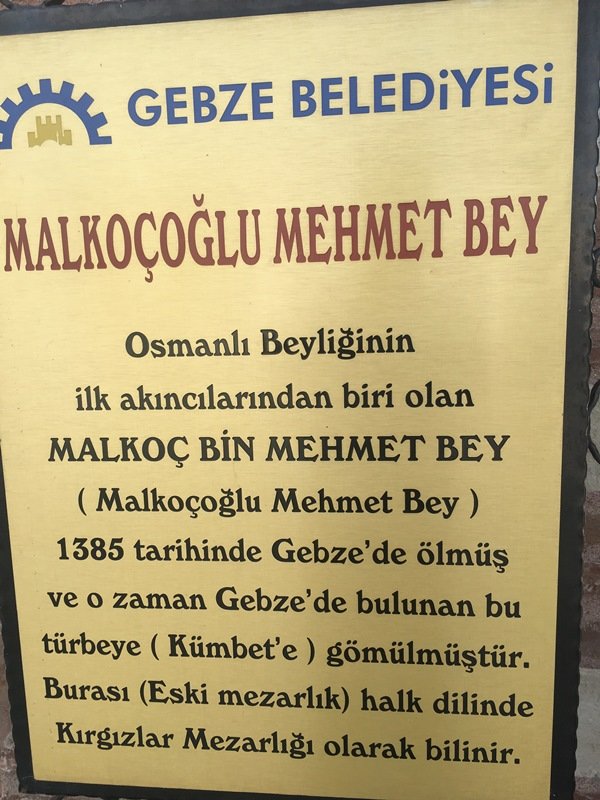 GEBZE BELEDİYESİ
MALKOÇOĞLU MEHMET BEY
Osmanlı Beyliğinin
ilk akıncılarından biri olan
MALKOÇ BİN MEHMET BEY
( Malkoçoğlu Mehmet Bey )
1385 tarihinde Gebze'de ölmüş
ve o zaman Gebze'de bulunan bu
türbeye ( Kümbet'e ) gömülmüştür.
Burası (Eski mezarlık) halk dilinde
Kırgızlar Mezarlığı olarak bilinir.